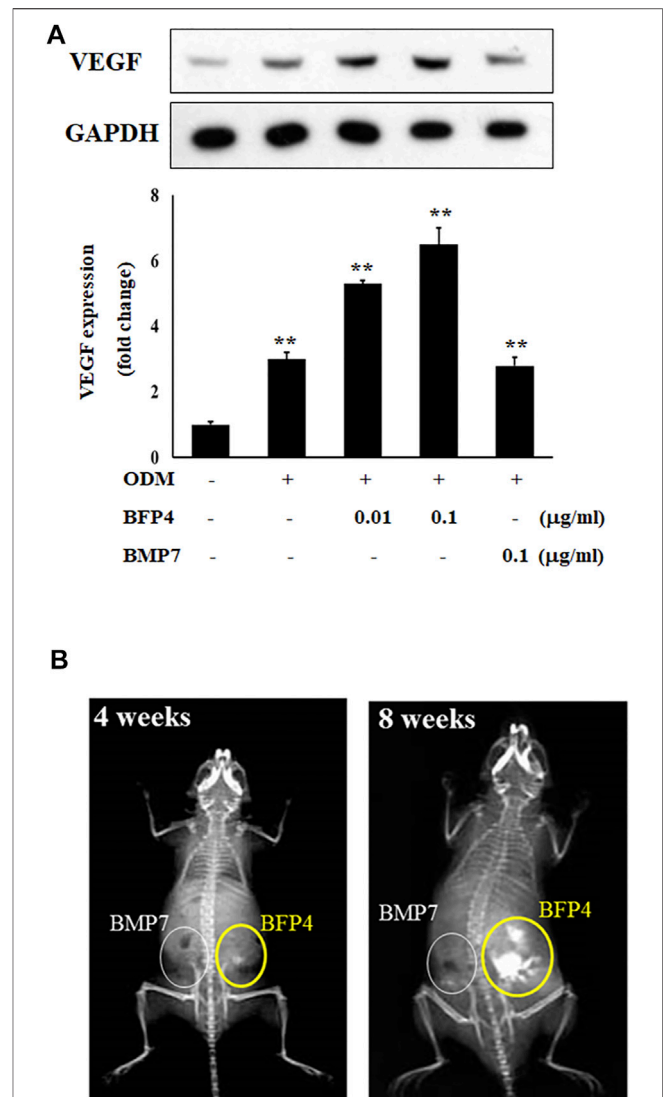 A
VEGF
GAPDH
VEGF expression
(fold change)
8
6
4
2
0
**
**
**
**
ODM - + + + +
BFP4 - - 0.01 0.1 - (µg/ml)
BMP7 - - - - 0.1 (µg/ml)
B
4 weeks
BMP7
BFP4
8 weeks
BMP7
BFP4